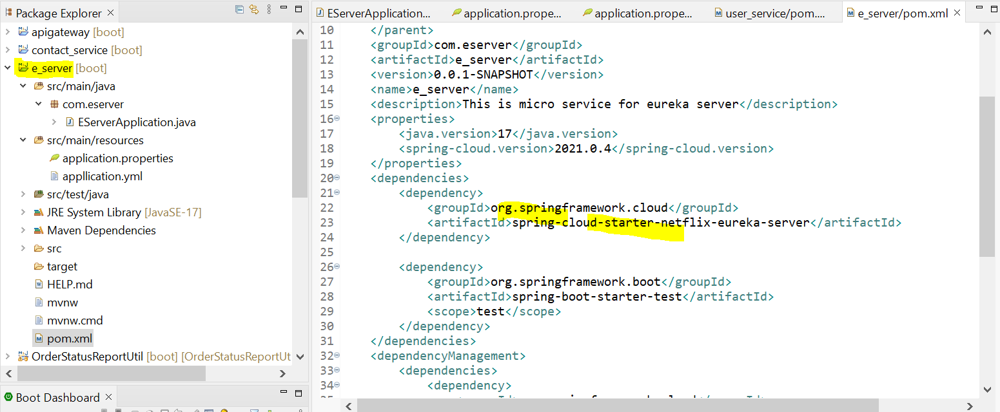 Package Explorer
apigateway [boot]
contact_service [boot]
e_server [boot]
src/main/java
com.eserver
EServerApplication.java
src/main/resources
application.properties
appllication.yml
src/test/java
JRE System Library [JavaSE-17]
Maven Dependencies
src
target
HELP.md
mvnw
mvnw.cmd
pom.xml
OrderStatusReportUtil [boot] [OrderStatusReportUt
Boot Dashboard
EServerApplication... application.prope... application.prope... user_service/pom.... e_server/pom.xml
10 </parent>
11 <groupId>com.eserver</groupId>
12 <artifactId>e_server</artifactId>
13 <version>0.0.1-SNAPSHOT</version>
14 <name>e_server</name>
15 <description>This is micro service for eureka server</description>
16 <properties>
17 <java.version>17</java.version>
18 <spring-cloud.version>2021.0.4</spring-cloud.version>
19 </properties>
20 <dependencies>
21 <dependency>
22 <groupId>org.springframework.cloud</groupId>
23 <artifactId>spring-cloud-starter-netflix-eureka-server</artifactId>
24 </dependency>
25
26 <dependency>
27 <groupId>org.springframework.boot</groupId>
28 <artifactId>spring-boot-starter-test</artifactId>
29 <scope>test</scope>
30 </dependency>
31 </dependencies>
32 <dependencyManagement>
33 <dependencies>
34 <dependency>